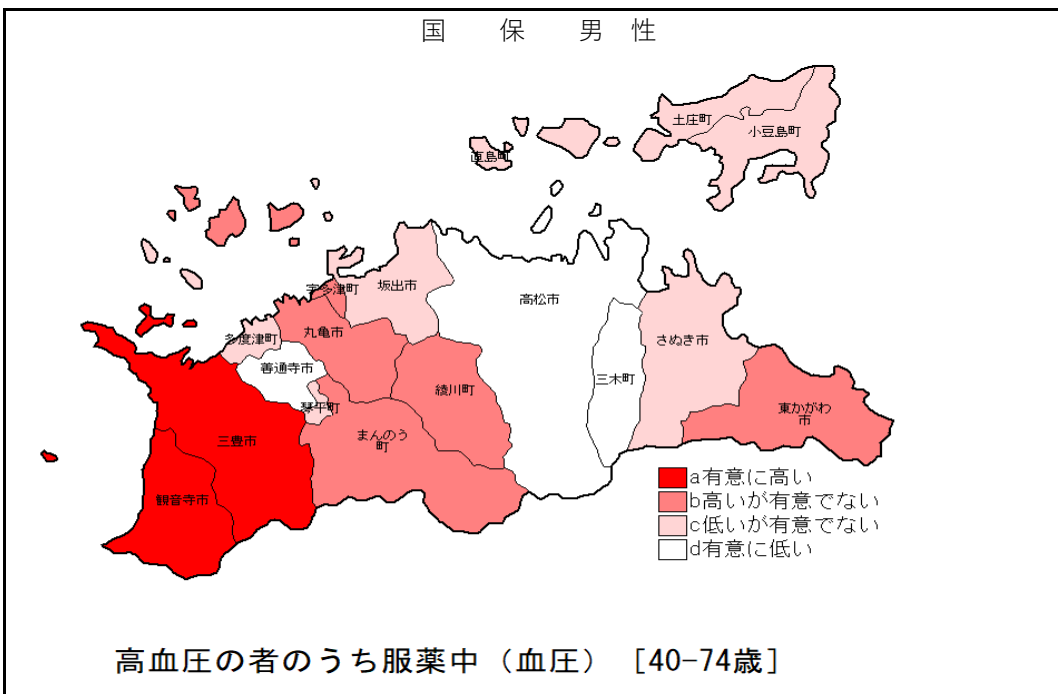 国 保 男 性
土庄町
小豆島町
直島町
宇多津町
坂出市
高松市
丸亀市
多度津町
さぬき市
善通寺市
三木町
綾川町
琴平町
東かがわ
市
まんのう
町
三豊市
観音寺市
a有意に高い
b高いが有意でない
c低いが有意でない
d有意に低い
高血圧の者のうち服薬中（血圧）［40-74歳］